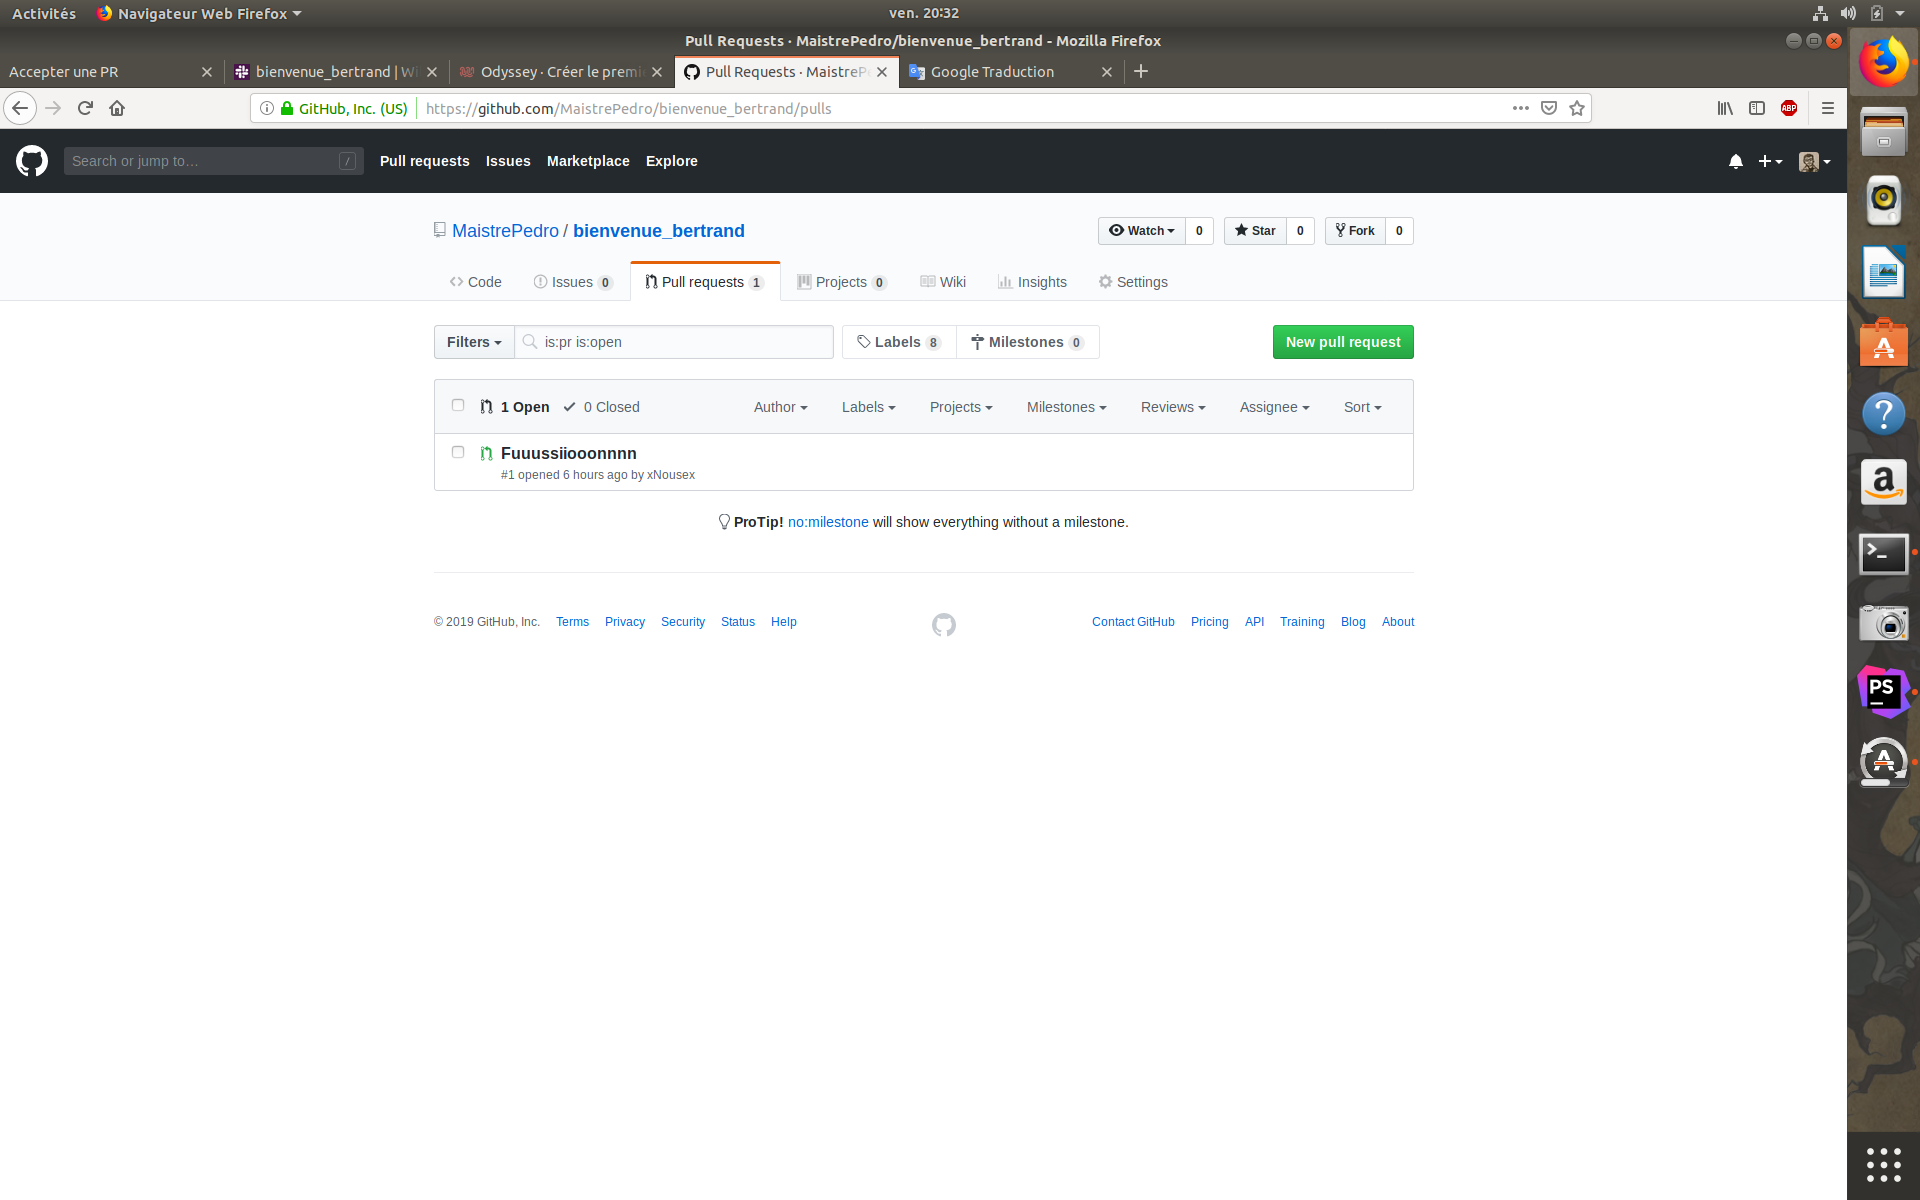 Activités Navigateur Web Firefox ven. 20:32
Pull Requests · MaistrePedro/bienvenue_bertrand - Mozilla Firefox
Accepter une PR bienvenue_bertrand | Wi Odyssey · Créer le premi Pull Requests · MaistreP Google Traduction
GitHub, Inc. (US) https://github.com/MaistrePedro/bienvenue_bertrand/pulls ABP
Search or jump to… / Pull requests Issues Marketplace Explore
MaistrePedro / bienvenue_bertrand Watch 0 Star 0 Fork 0
Code Issues 0 Pull requests 1 Projects 0 Wiki Insights Settings
Filters is:pr is:open Labels 8 Milestones 0 New pull request
1 Open 0 Closed Author Labels Projects Milestones Reviews Assignee Sort
Fuuussiiooonnnn
#1 opened 6 hours ago by xNousex
ProTip! no:milestone will show everything without a milestone.
© 2019 GitHub, Inc. Terms Privacy Security Status Help Contact GitHub Pricing API Training Blog About
PS